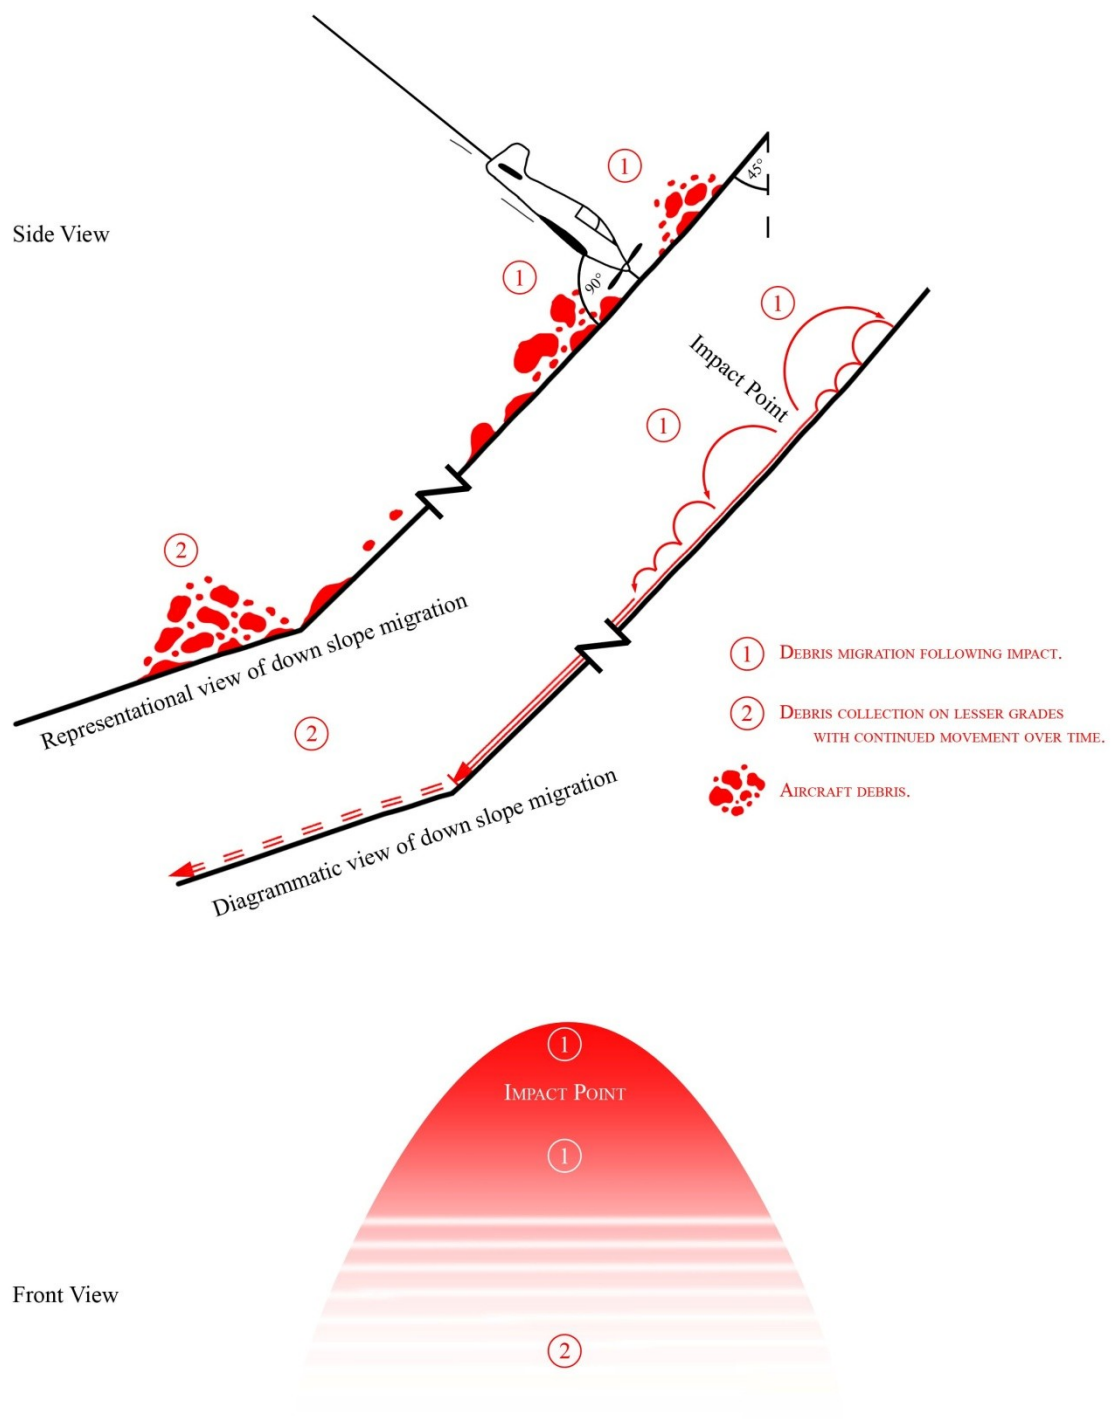 1
45°
Side View
1
90°
1
Impact Point
1
2
Representational view of down slope migration
1 Debris migration following impact.
2 Debris collection on lesser grades
with continued movement over time.
2
Aircraft debris.
Diagrammatic view of down slope migration
1
Impact Point
1
Front View
2